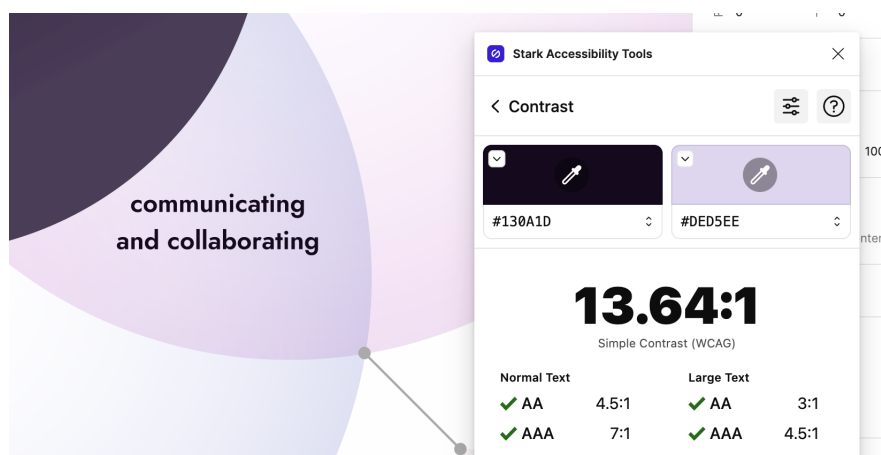 Stark Accessibility Tools
Contrast
#130A1D
#DED5EE
communicating
and collaborating
13.64:1
Simple Contrast (WCAG)
Normal Text
AA 4.5:1
AAA 7:1
Large Text
AA 3:1
AAA 4.5:1